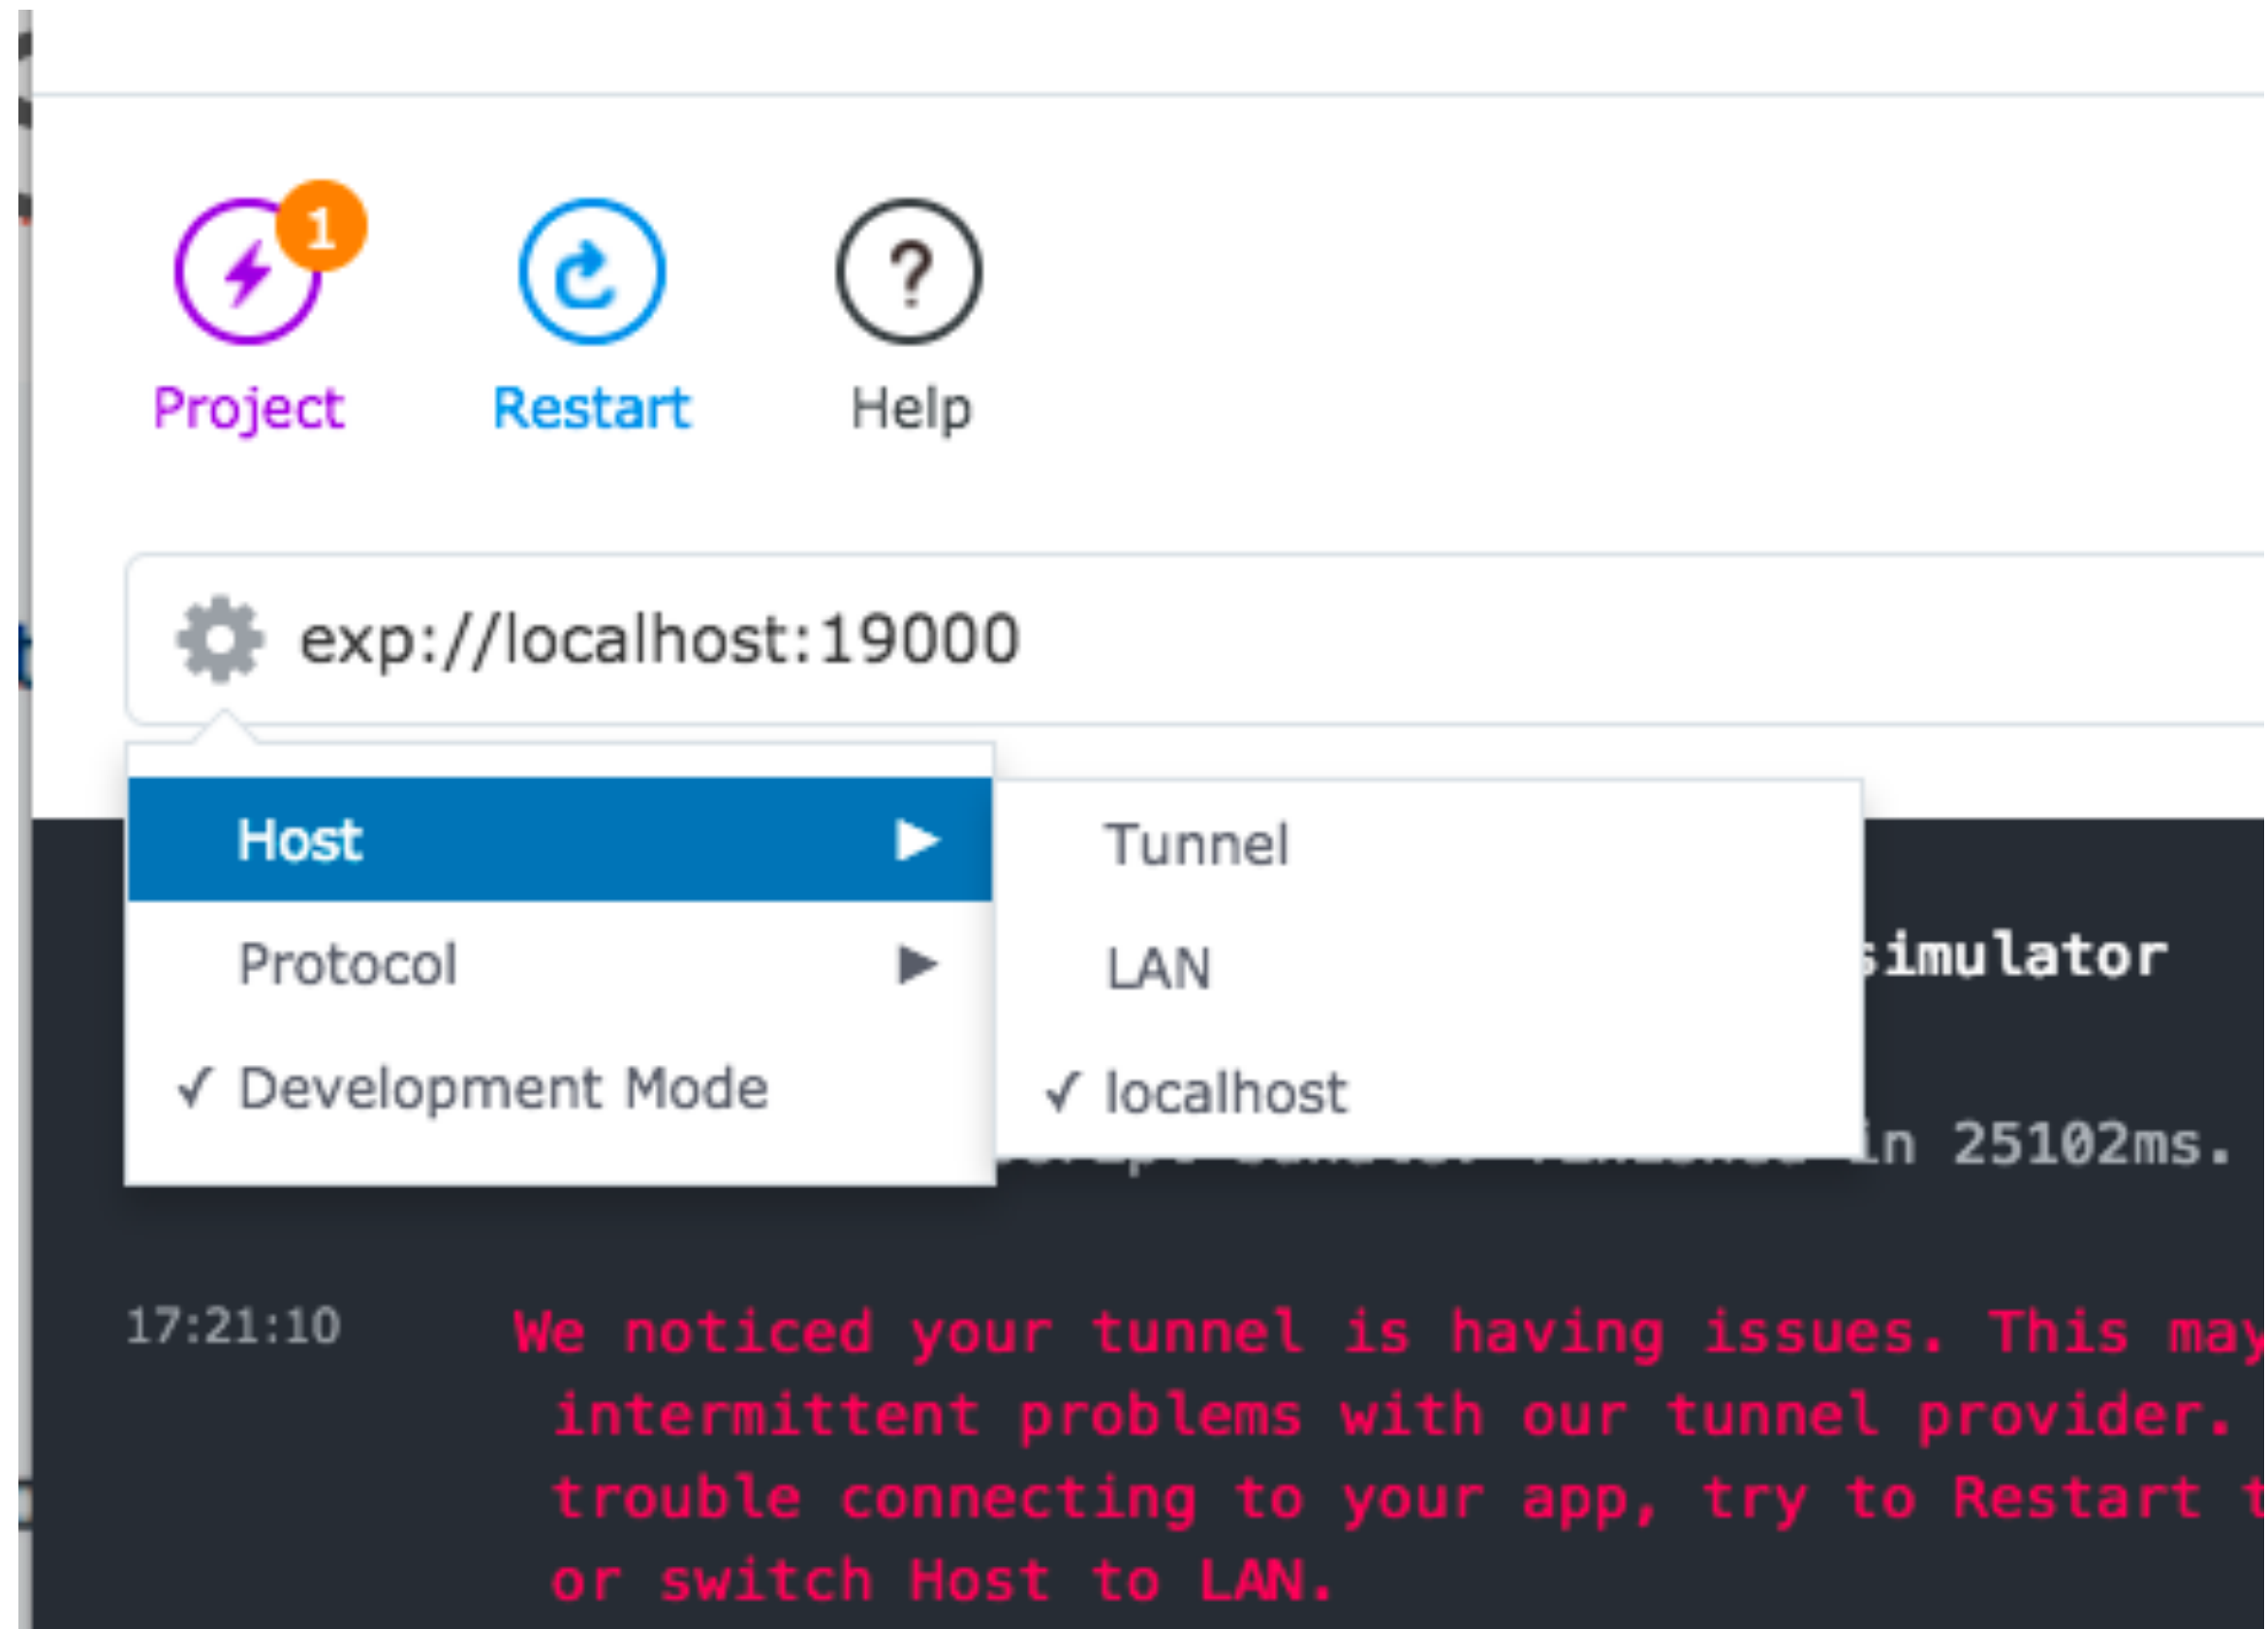 1
?
Project Restart Help
exp://localhost:19000
Host Tunnel
Protocol LAN
✓ Development Mode ✓ localhost
simulator
in 25102ms.
17:21:10 We noticed your tunnel is having issues. This may
intermittent problems with our tunnel provider.
trouble connecting to your app, try to Restart
or switch Host to LAN.